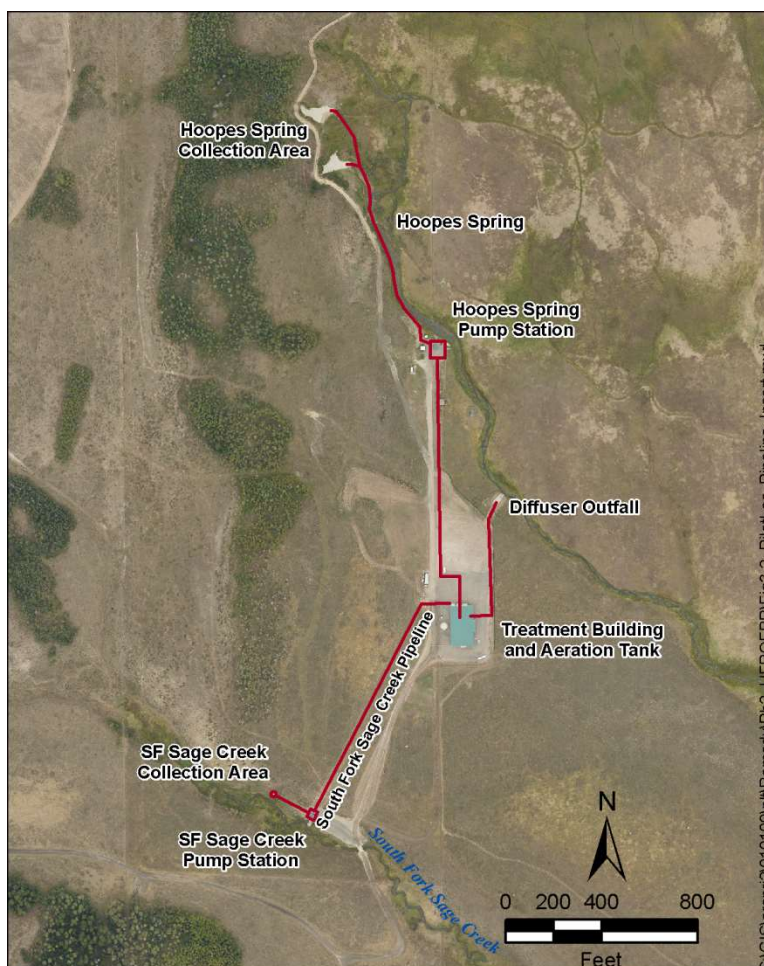 Hoopes Spring
Collection Area
Hoopes Spring
Hoopes Spring
Pump Station
Diffuser Outfall
Treatment Building
and Aeration Tank
South Fork Sage Creek Pipeline
SF Sage Creek
Collection Area
SF Sage Creek
Pump Station
South Fork Sage Creek
N
0 200 400 800
Feet